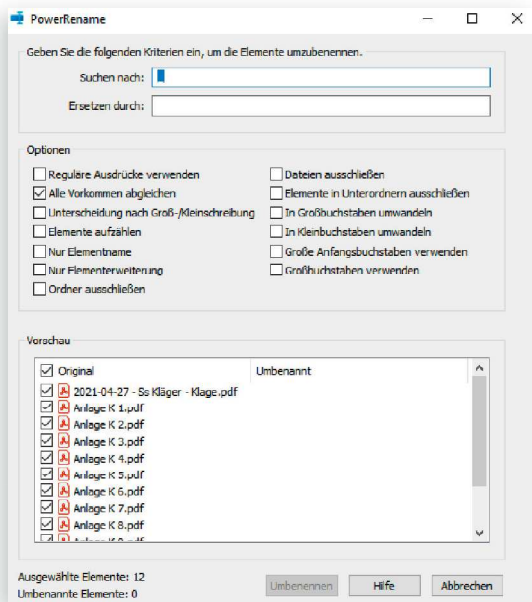 PowerRename
Geben Sie die folgenden Kriterien ein, um die Elemente umzubenennen.
Suchen nach:
Ersetzen durch:
Optionen
Reguläre Ausdrücke verwenden
Alle Vorkommen abgleichen
Unterscheidung nach Groß-/Kleinschreibung
Elemente aufzählen
Nur Elementname
Nur Elementerweiterung
Ordner ausschließen
Dateien ausschließen
Elemente in Unterordnern ausschließen
In Großbuchstaben umwandeln
In Kleinbuchstaben umwandeln
Große Anfangsbuchstaben verwenden
Großbuchstaben verwenden
Vorschau
Original Umbenannt
2021-04-27 - Ss Kläger - Klage.pdf
Anlage K 1.pdf
Anlage K 2.pdf
Anlage K 3.pdf
Anlage K 4.pdf
Anlage K 5.pdf
Anlage K 6.pdf
Anlage K 7.pdf
Anlage K 8.pdf
Ausgewählte Elemente: 12
Umbenannte Elemente: 0
Umbenennen Hilfe Abbrechen